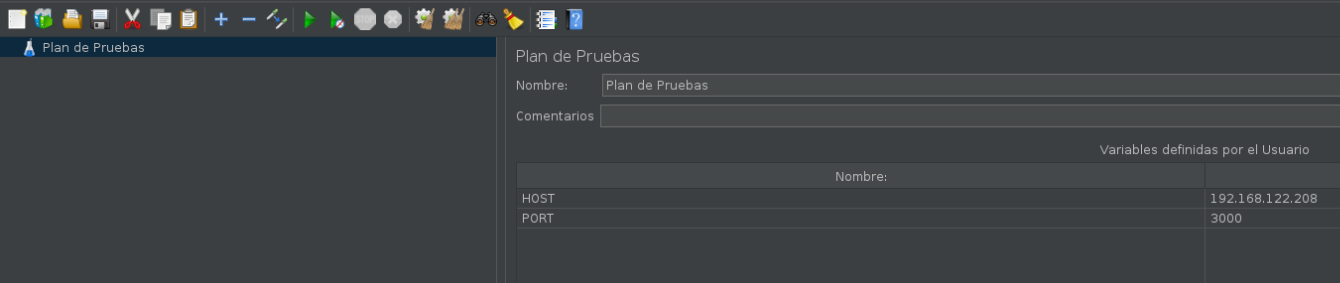 Plan de Pruebas
Plan de Pruebas
Nombre: Plan de Pruebas
Comentarios
Variables definidas por el Usuario
Nombre:
HOST 192.168.122.208
PORT 3000